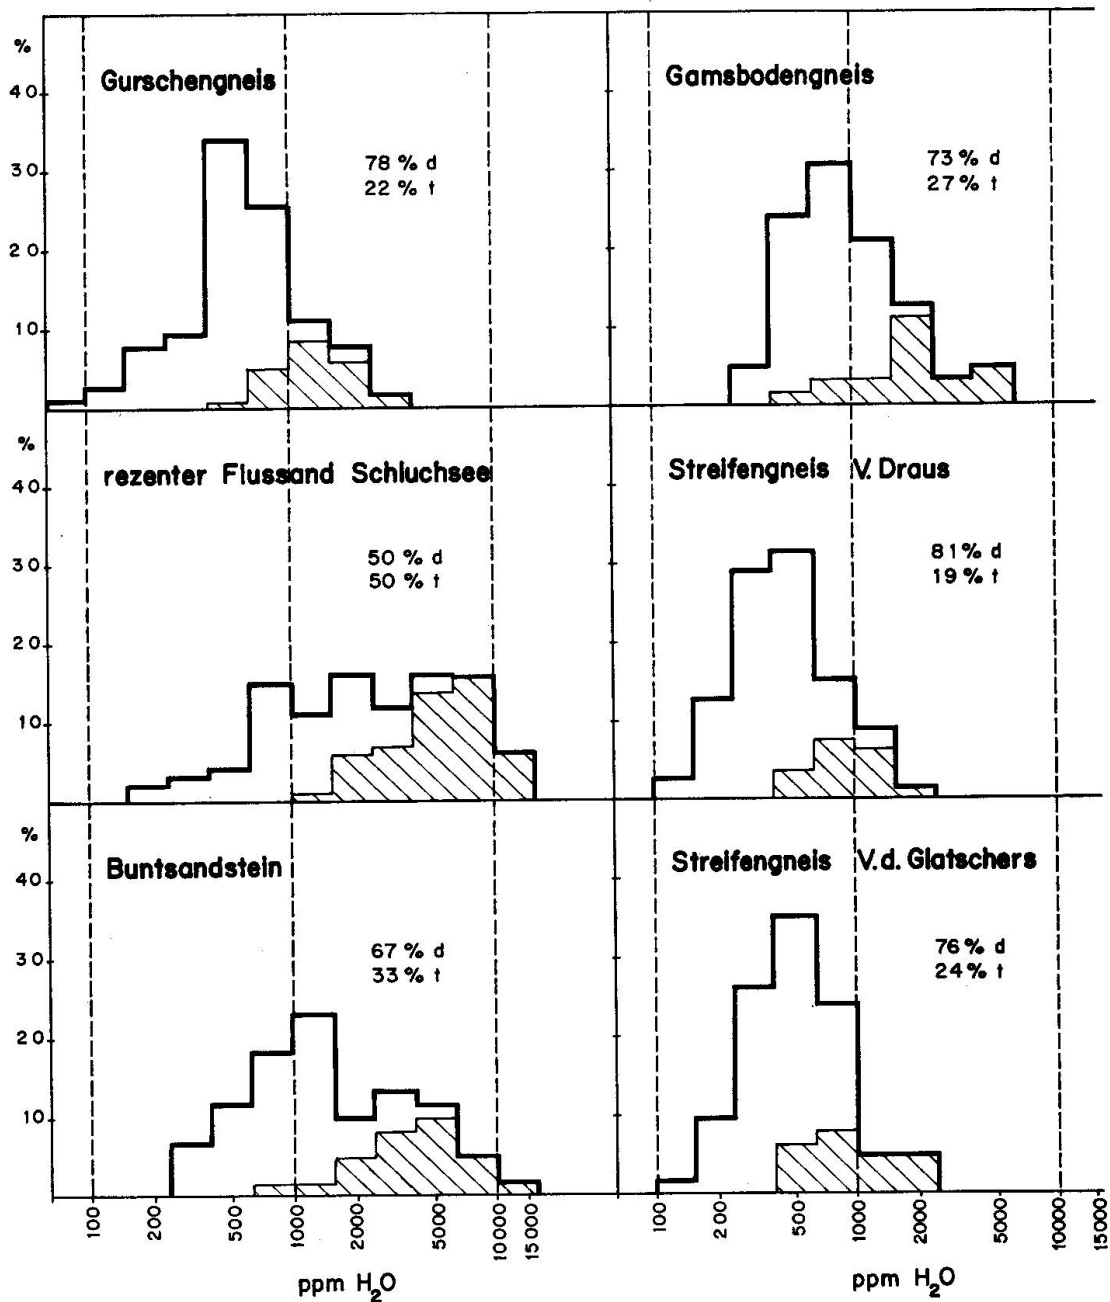 %
Gurschengneis
40
30
20
10
78% d
22% t
Gamsbodengneis
73% d
27% t
%
rezenter Flussand Schluchsee
40
30
20
10
50% d
50% t
Streifengneis V. Draus
81% d
19% t
%
Buntsandstein
40
30
20
10
67% d
33% t
Streifengneis V.d. Glatschers
76% d
24% t
100
200
500
1000
2000
5000
10000
15000
ppm H₂O
100
200
500
1000
2000
5000
10000
15000
ppm H₂O